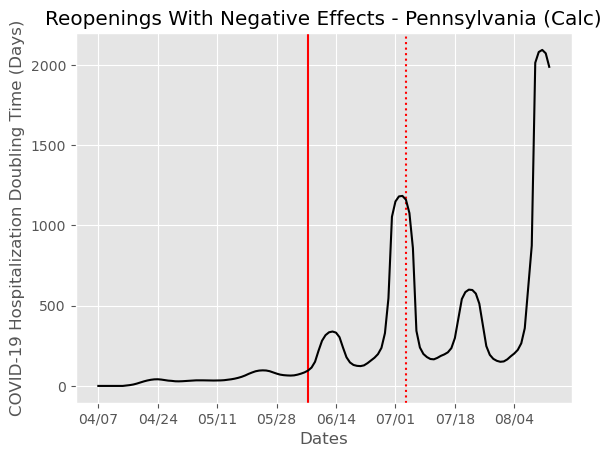 Reopenings With Negative Effects - Pennsylvania (Calc)
COVID-19 Hospitalization Doubling Time (Days)
2000
1500
1000
500
0
04/07 04/24 05/11 05/28 06/14 07/01 07/18 08/04
Dates